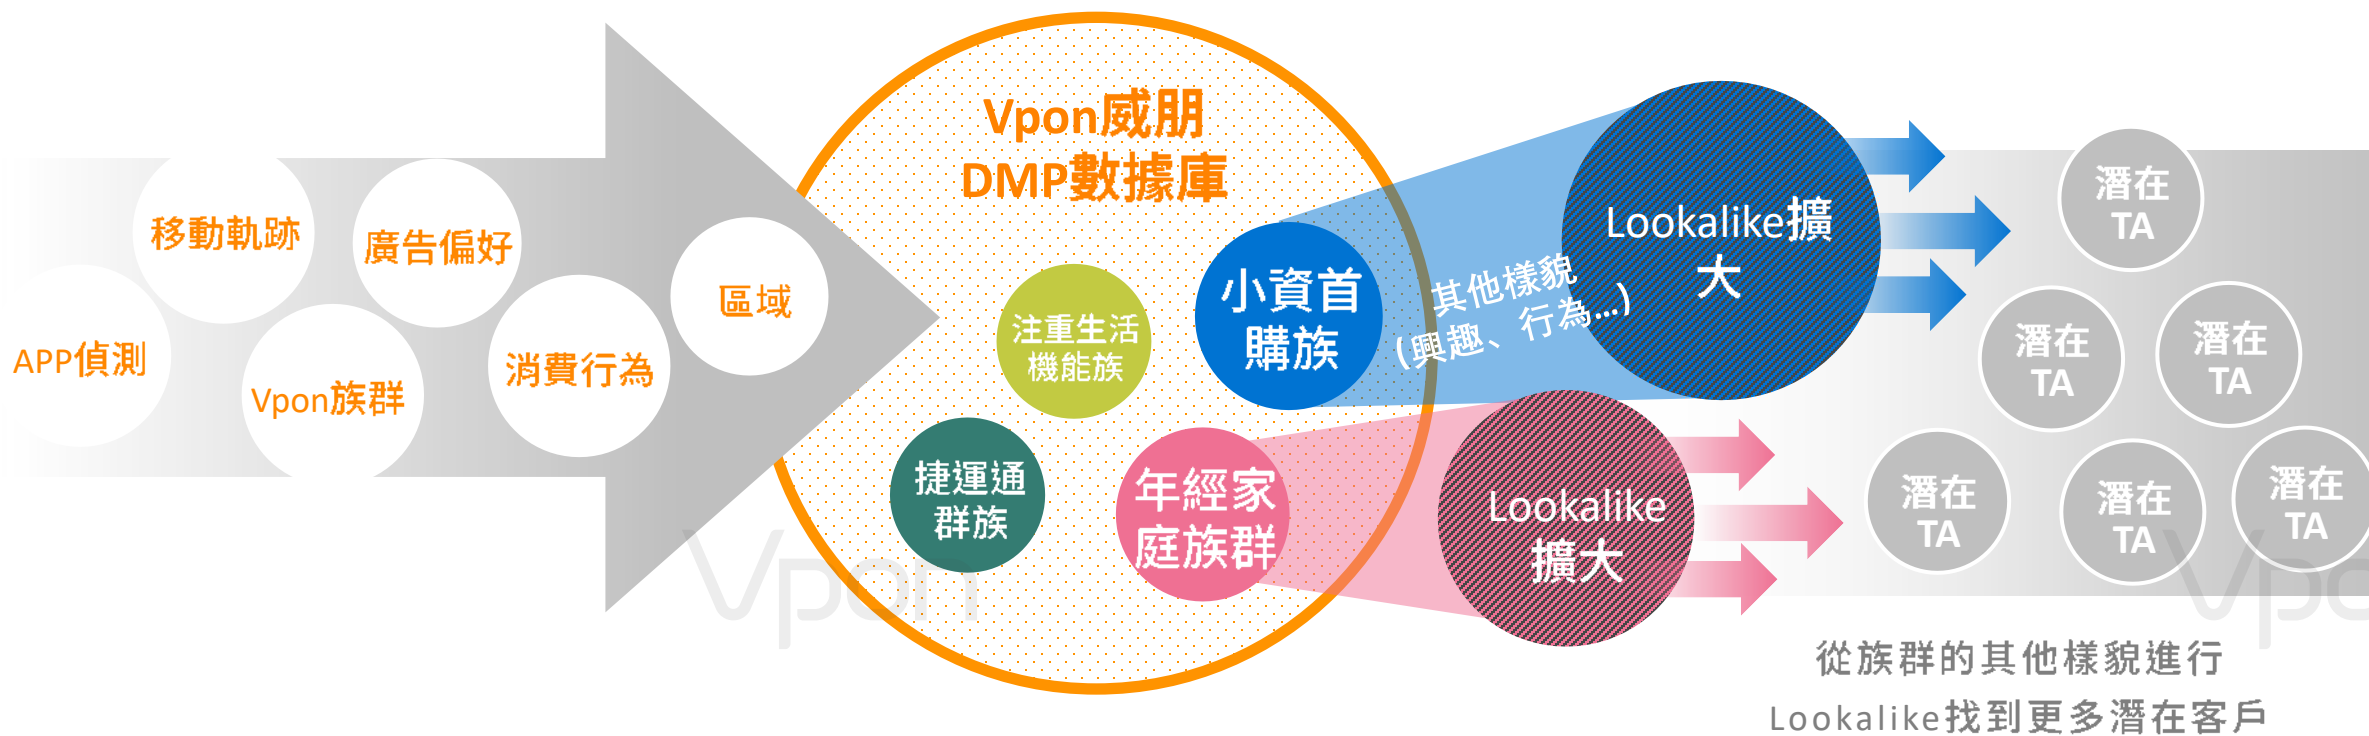 Vpon威朋
DMP數據庫
移動軌跡
廣告偏好
區域
APP偵測
Vpon族群
消費行為
注重生活
機能族
小資首
購族
捷運通
群族
年經家
庭族群
其他樣貌
(興趣、行為...)
Lookalike擴
大
Lookalike
擴大
潛在
TA
潛在
TA
潛在
TA
潛在
TA
潛在
TA
潛在
TA
Vpon
Vpo
從族群的其他樣貌進行
Lookalike找到更多潛在客戶